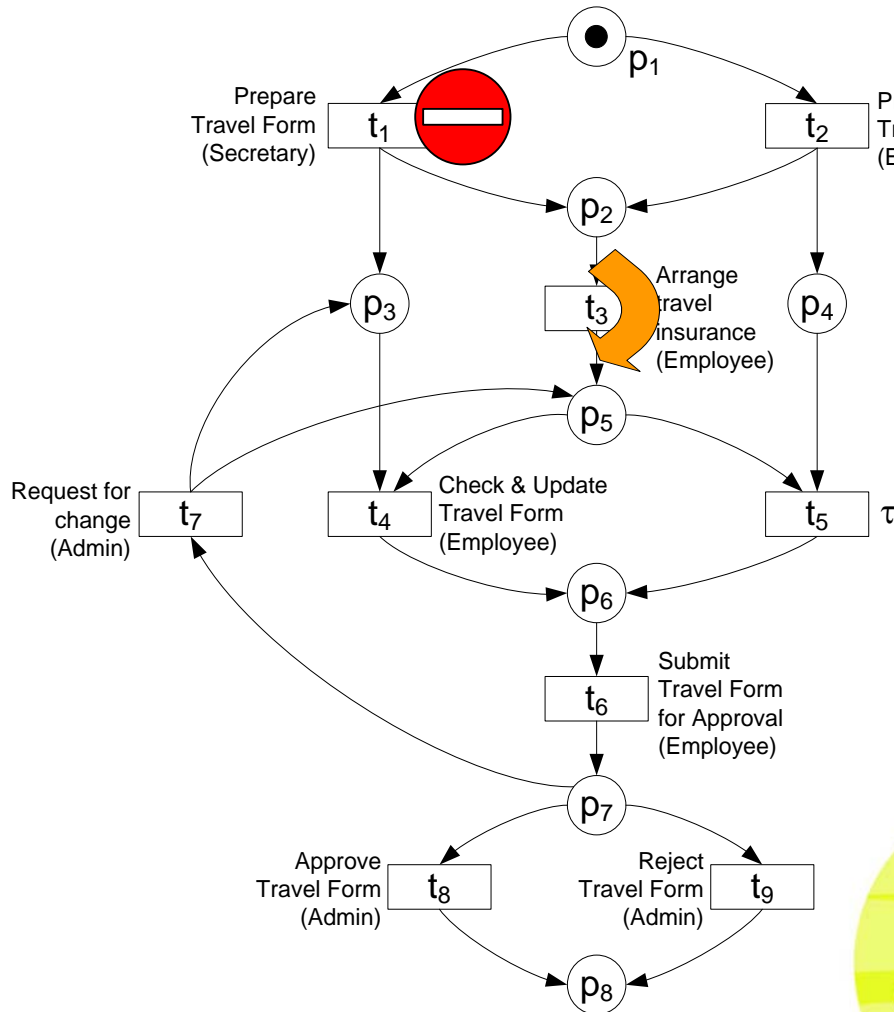 p1
Prepare
Travel Form
(Secretary)
t1
t2
p2
p3
t3
Arrange
travel
insurance
(Employee)
p4
p5
Request for
change
(Admin)
t7
t4
Check & Update
Travel Form
(Employee)
t5
τ
p6
Submit
Travel Form
for Approval
(Employee)
t6
p7
Approve
Travel Form
(Admin)
t8
Reject
Travel Form
(Admin)
t9
p8